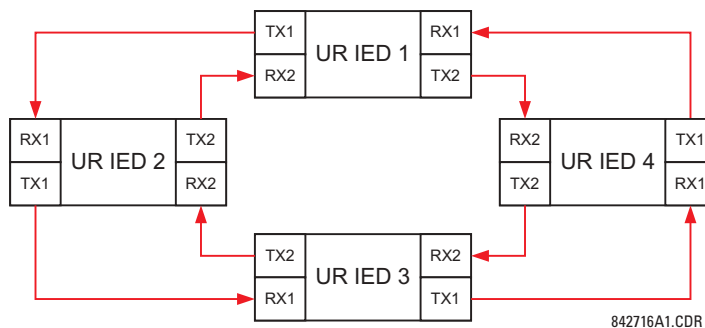 TX1 UR IED 1 RX1
RX2 TX2
RX1 UR IED 2 TX2
TX1 RX2
RX2 UR IED 4 TX1
TX2 RX1
TX2 UR IED 3 RX2
RX1 TX1
842716A1.CDR